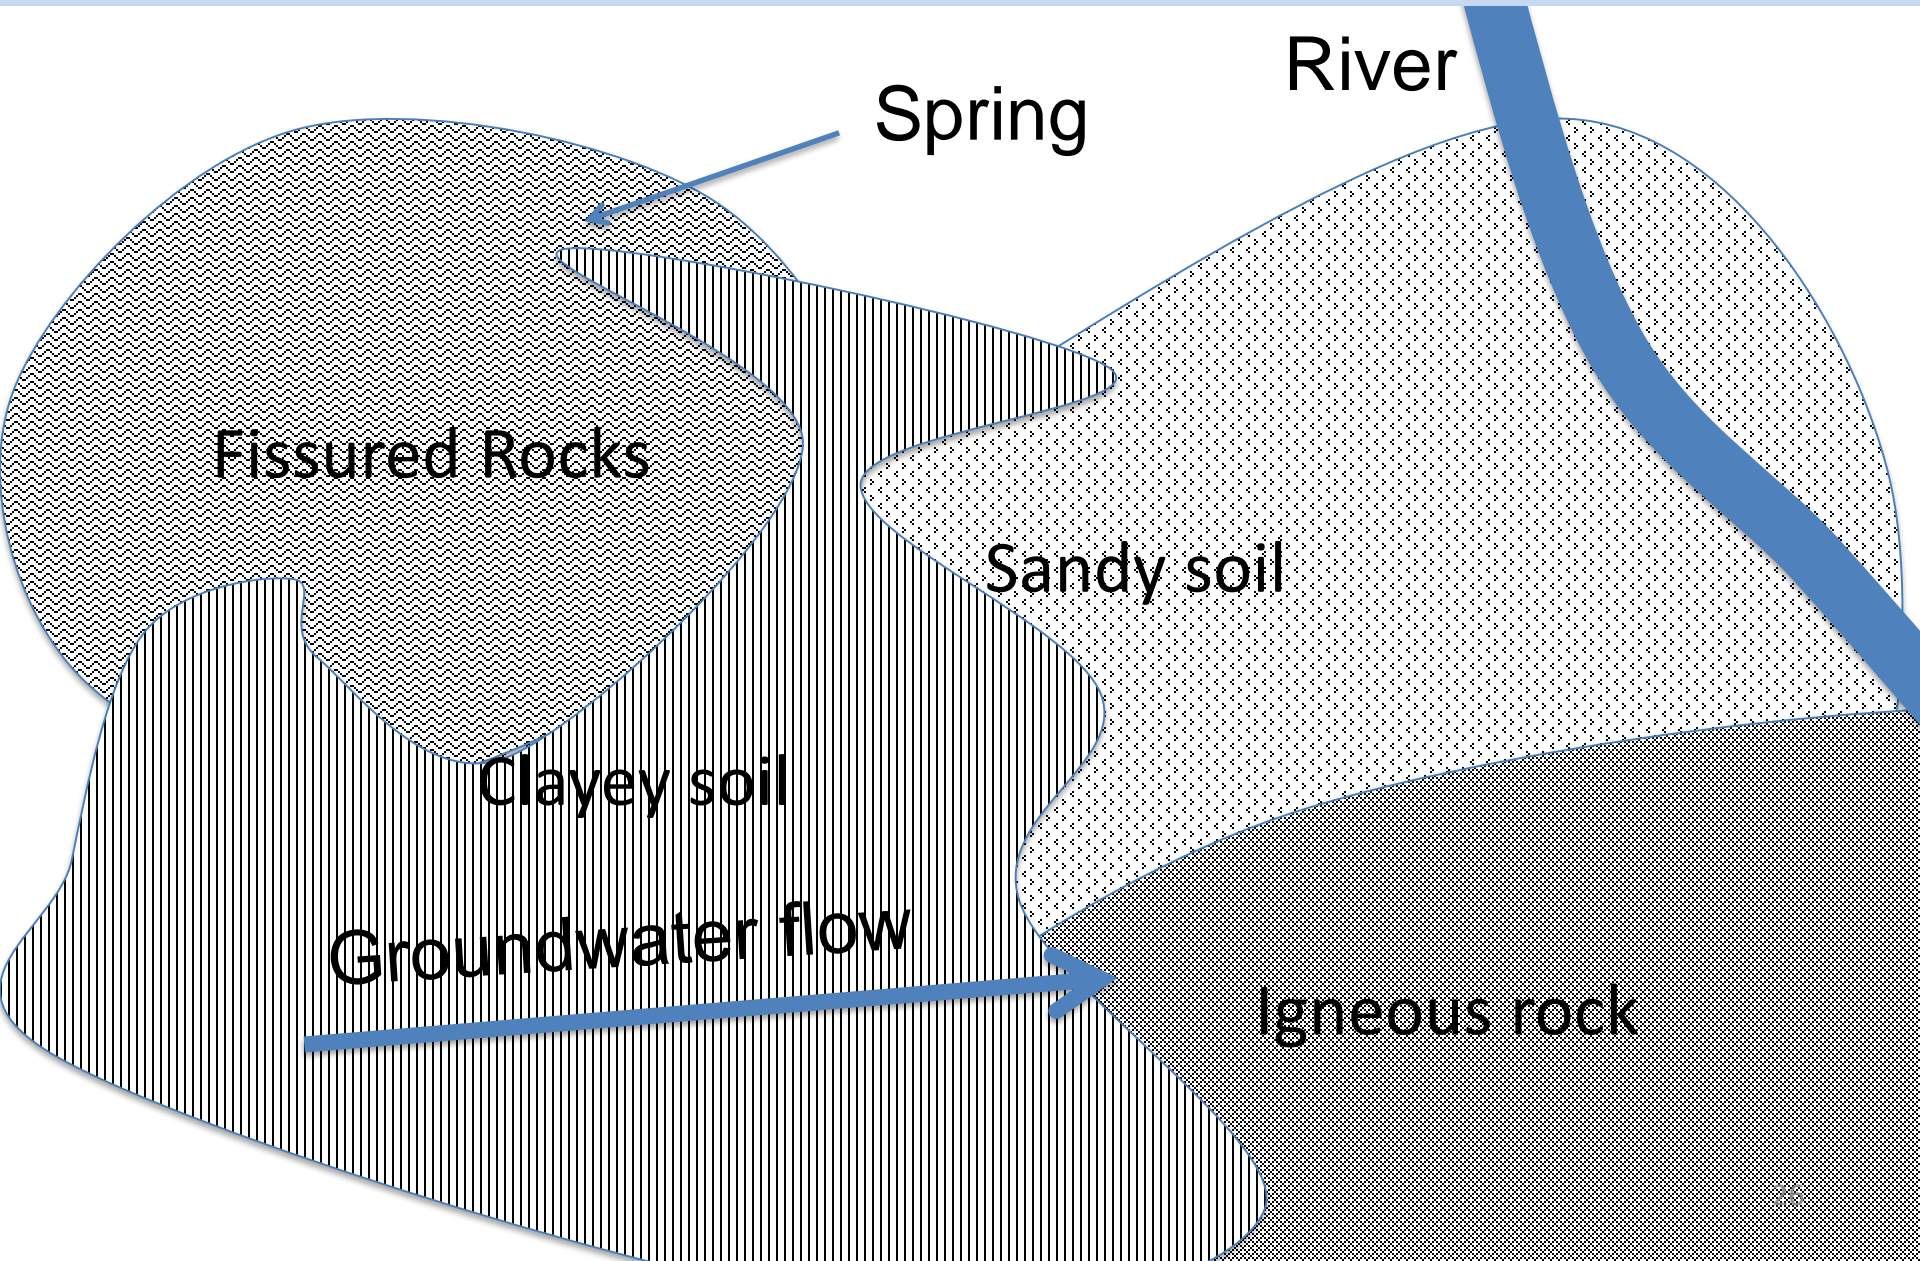 River
Spring
Fissured Rocks
Sandy soil
Clayey soil
Groundwater flow
Igneous rock